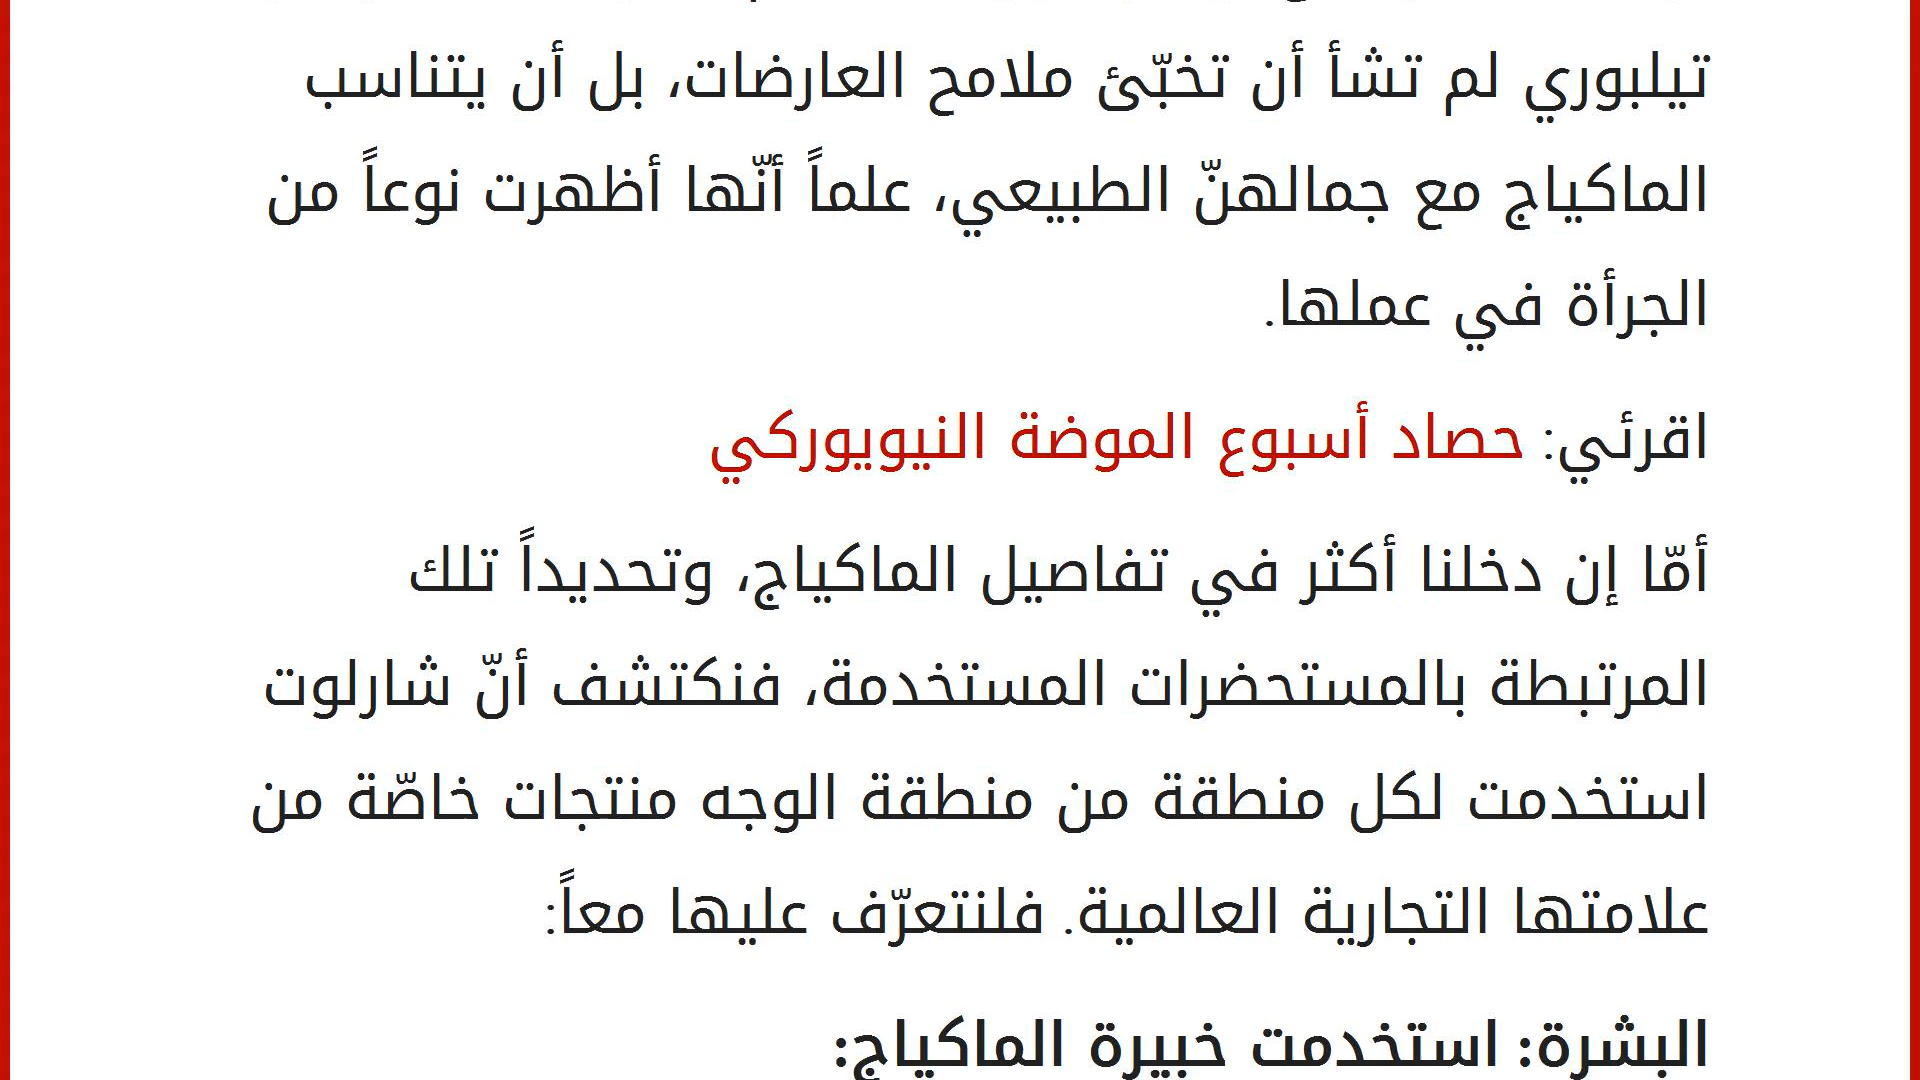 تيلبوري لم تشأ أن تخبّئ ملامح العارضات، بل أن يتناسب
الماكياج مع جمالهنّ الطبيعي، علماً أنّها أظهرت نوعاً من
الجرأة في عملها.
اقرئي: حصاد أسبوع الموضة النيويوركي
أمّا إن دخلنا أكثر في تفاصيل الماكياج، وتحديداً تلك
المرتبطة بالمستحضرات المستخدمة، فنكتشف أنّ شارلوت
استخدمت لكل منطقة من منطقة الوجه منتجات خاصّة من
علامتها التجارية العالمية. فلنتعرّف عليها معاً:
البشرة: استخدمت خبيرة الماكياج: